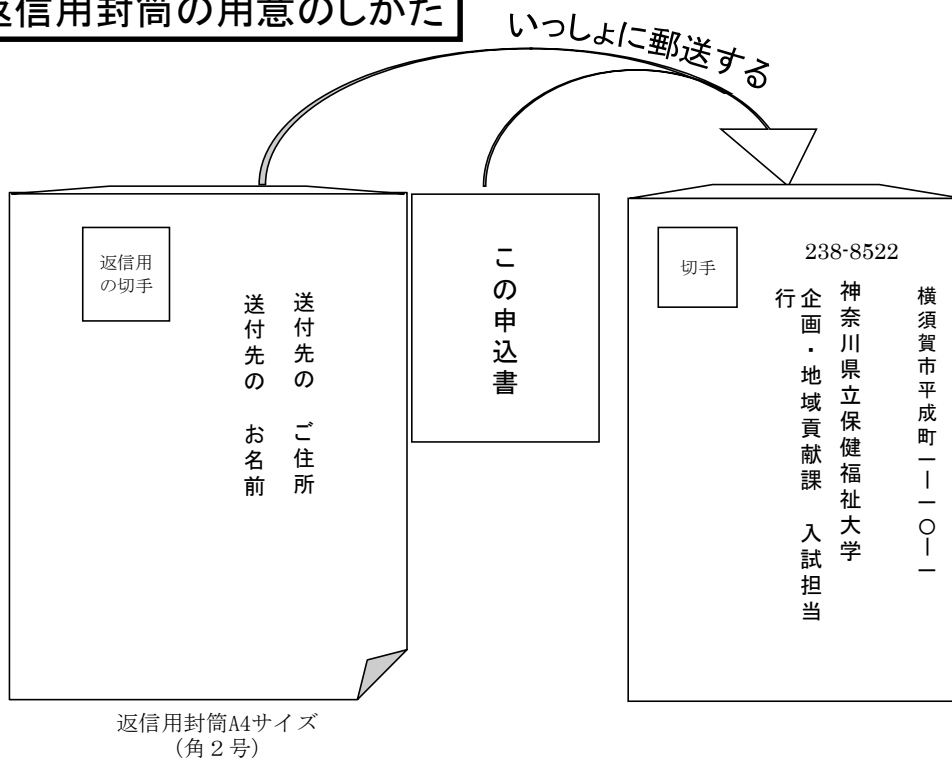 返信用封筒の用意のしかた
いっしょに郵送する
返信用
の切手
送付先の　ご住所
送付先の　お名前
返信用封筒A4サイズ
（角２号）
この申込書
切手
238-8522
横須賀市平成町一ー一〇ー一
神奈川県立保健福祉大学
企画・地域貢献課　入試担当
行